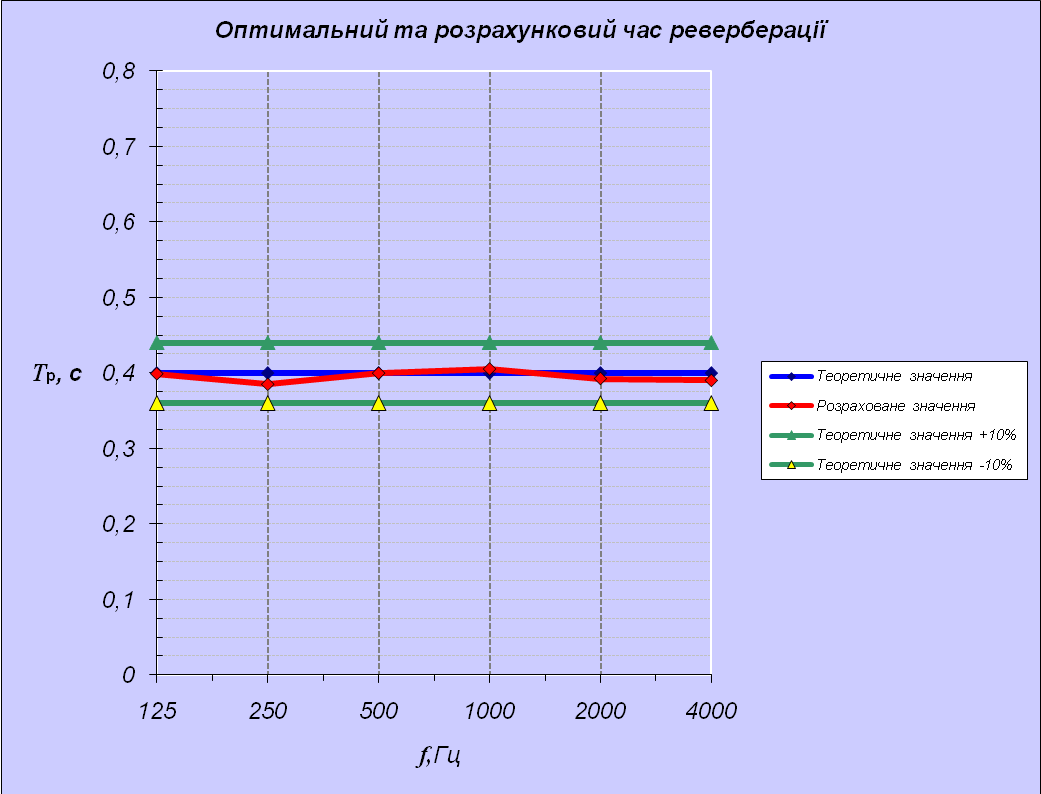 Оптимальний та розрахунковий час реверберації
0,8
0,7
0,6
0,5
Tр, с 0,4
0,3
0,2
0,1
0
125 250 500 1000 2000 4000
f,Гц
Теоретичне значення
Розраховане значення
Теоретичне значення +10%
Теоретичне значення -10%